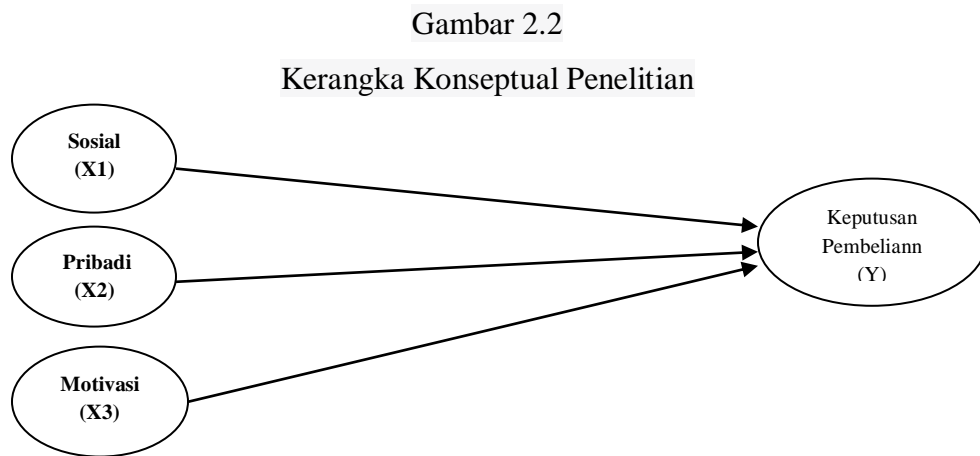 Gambar 2.2
Kerangka Konseptual Penelitian
Sosial
(X1)
Pribadi
(X2)
Motivasi
(X3)
Keputusan
Pembeliann
(Y)